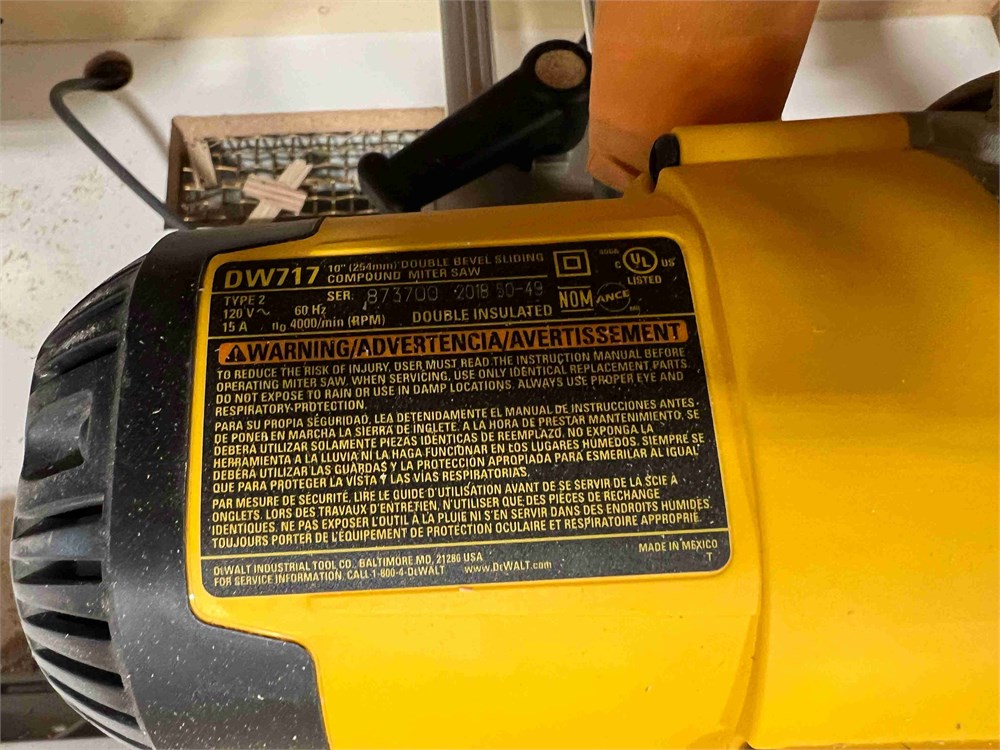 DW717 10" (254mm) DOUBLE BEVEL SLIDING
COMPOUND MITER SAW
TYPE 2 SER. 873700 2018 50-49
120 V~ 60 Hz
15 A n₀ 4000/min (RPM) DOUBLE INSULATED
C UL US
LISTED
NOM ANCE
WARNING/ADVERTENCIA/AVERTISSEMENT
TO REDUCE THE RISK OF INJURY, USER MUST READ THE INSTRUCTION MANUAL BEFORE
OPERATING MITER SAW. WHEN SERVICING, USE ONLY IDENTICAL REPLACEMENT PARTS.
DO NOT EXPOSE TO RAIN OR USE IN DAMP LOCATIONS. ALWAYS USE PROPER EYE AND
RESPIRATORY PROTECTION.
PARA SU PROPIA SEGURIDAD, LEA DETENIDAMENTE EL MANUAL DE INSTRUCCIONES ANTES
DE PONER EN MARCHA LA SIERRA DE INGLETE. A LA HORA DE PRESTAR MANTENIMIENTO, SE
DEBERÁ UTILIZAR SOLAMENTE PIEZAS IDÉNTICAS DE REEMPLAZO. NO EXPONGA LA
HERRAMIENTA A LA LLUVIA NI LA HAGA FUNCIONAR EN LOS LUGARES HÚMEDOS. SIEMPRE SE
DEBERÁ UTILIZAR LAS GUARDAS Y LA PROTECCIÓN APROPIADA PARA ESMERILAR AL IGUAL
QUE PARA PROTEGER LA VISTA Y LAS VÍAS RESPIRATORIAS.
PAR MESURE DE SÉCURITÉ, LIRE LE GUIDE D'UTILISATION AVANT DE SE SERVIR DE LA SCIE À
ONGLETS. LORS DES TRAVAUX D'ENTRETIEN, N'UTILISER QUE DES PIÈCES DE RECHANGE
IDENTIQUES. NE PAS EXPOSER L'OUTIL À LA PLUIE NI S'EN SERVIR DANS DES ENDROITS HUMIDES.
TOUJOURS PORTER DE L'ÉQUIPEMENT DE PROTECTION OCULAIRE ET RESPIRATOIRE APPROPRIÉ.
DEWALT INDUSTRIAL TOOL CO., BALTIMORE MD, 21286 USA
FOR SERVICE INFORMATION, CALL 1-800-4-DEWALT www.DEWALT.com
MADE IN MEXICO
T